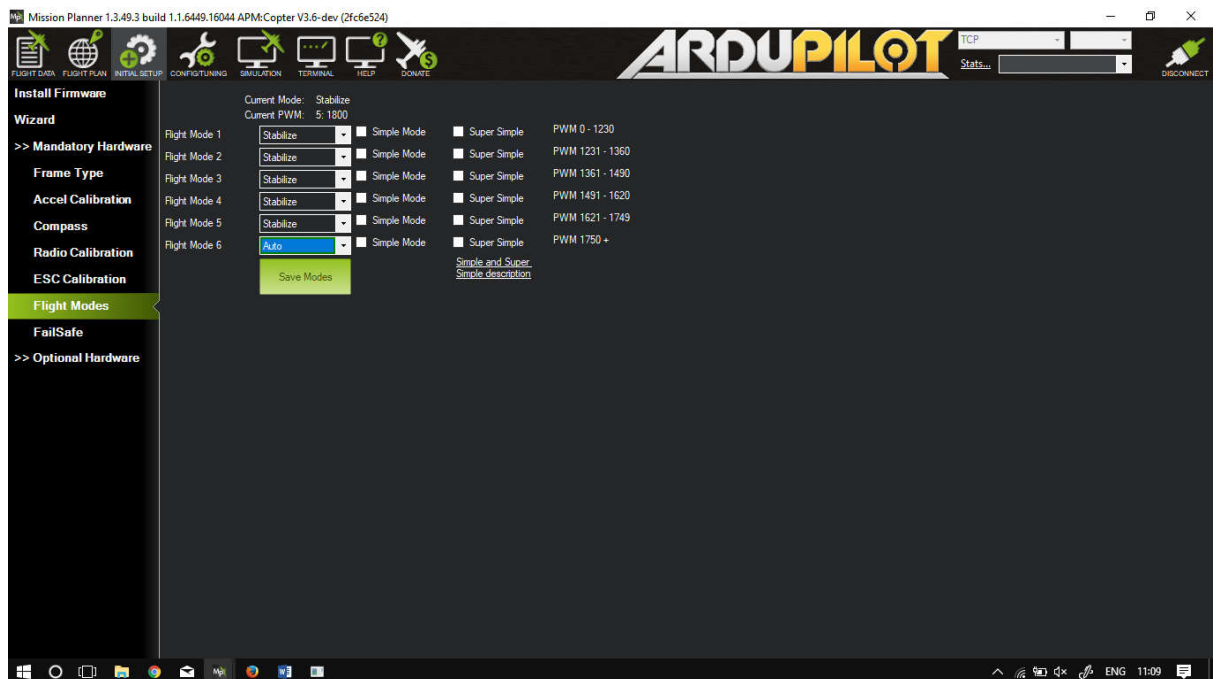 Mission Planner 1.3.49.3 build 1.1.6449.16044 APM:Copter V3.6-dev (2fc6e524)
FLIGHT DATA FLIGHT PLAN INITIAL SETUP CONFIG/TUNING SIMULATION TERMINAL HELP DONATE
ARDUPILOT
TCP
Stats...
DISCONNECT
Install Firmware
Wizard
>> Mandatory Hardware
Frame Type
Accel Calibration
Compass
Radio Calibration
ESC Calibration
Flight Modes
FailSafe
>> Optional Hardware
Current Mode: Stabilize
Current PWM: 5: 1800
Flight Mode 1 Stabilize Simple Mode Super Simple PWM 0 - 1230
Flight Mode 2 Stabilize Simple Mode Super Simple PWM 1231 - 1360
Flight Mode 3 Stabilize Simple Mode Super Simple PWM 1361 - 1490
Flight Mode 4 Stabilize Simple Mode Super Simple PWM 1491 - 1620
Flight Mode 5 Stabilize Simple Mode Super Simple PWM 1621 - 1749
Flight Mode 6 Auto Simple Mode Super Simple PWM 1750 +
Save Modes
Simple and Super
Simple description
ENG 11:09